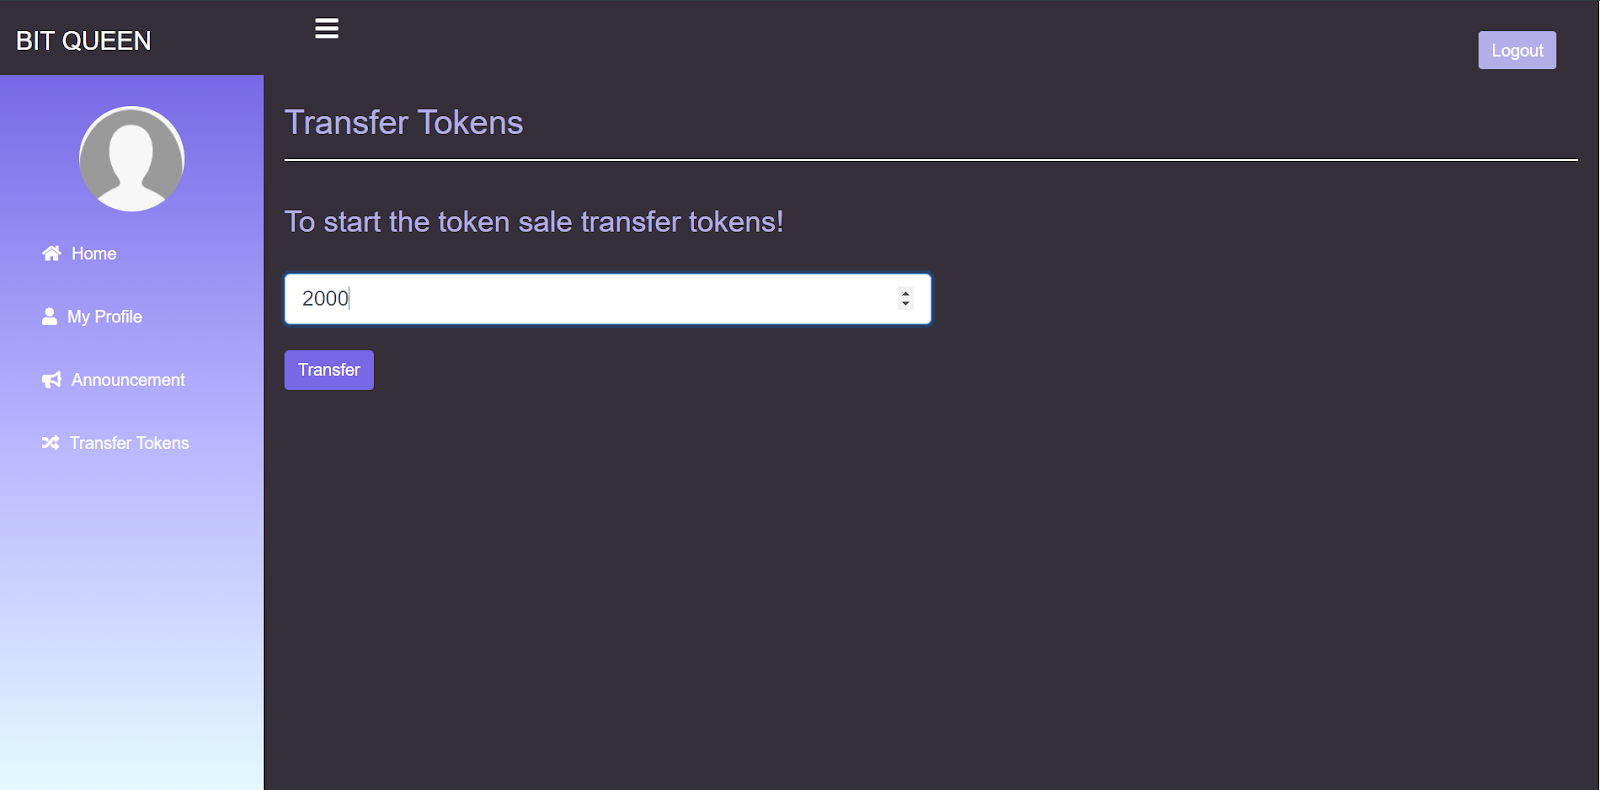 BIT QUEEN
Logout
Transfer Tokens
To start the token sale transfer tokens!
2000
Transfer
Home
My Profile
Announcement
Transfer Tokens